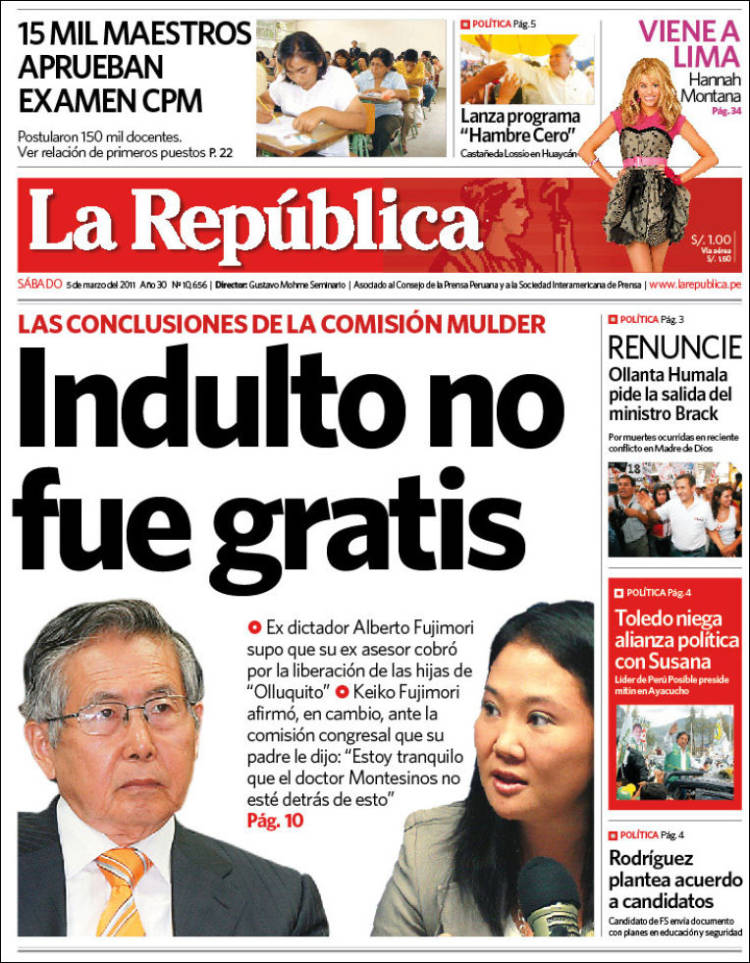 15 MIL MAESTROS
APRUEBAN
EXAMEN CPM
Postularon 150 mil docentes.
Ver relación de primeros puestos P. 22
POLÍTICA Pág. 5
Lanza programa
“Hambre Cero”
Castañeda Lossio en Huaycán
VIENE A
LIMA
Hannah
Montana
Pág. 34
La República
S/. 1.00
Vía aérea
S/. 1.60
SÁBADO 5 de marzo del 2011 Año 30 Nº 10,656 | Director: Gustavo Mohme Seminario | Asociado al Consejo de la Prensa Peruana y a la Sociedad Interamericana de Prensa | www.larepublica.pe
LAS CONCLUSIONES DE LA COMISIÓN MULDER
Indulto no
fue gratis
Ex dictador Alberto Fujimori
supo que su ex asesor cobró
por la liberación de las hijas de
“Olluquito” Keiko Fujimori
afirmó, en cambio, ante la
comisión congresal que su
padre le dijo: “Estoy tranquilo
que el doctor Montesinos no
esté detrás de esto”
Pág. 10
POLÍTICA Pág. 3
RENUNCIE
Ollanta Humala
pide la salida del
ministro Brack
Por muertes ocurridas en reciente
conflicto en Madre de Dios
18
POLÍTICA Pág. 4
Toledo niega
alianza política
con Susana
Líder de Perú Posible preside
mitin en Ayacucho
POLÍTICA Pág. 4
Rodríguez
plantea acuerdo
a candidatos
Candidato de FS envía documento
con planes en educación y seguridad